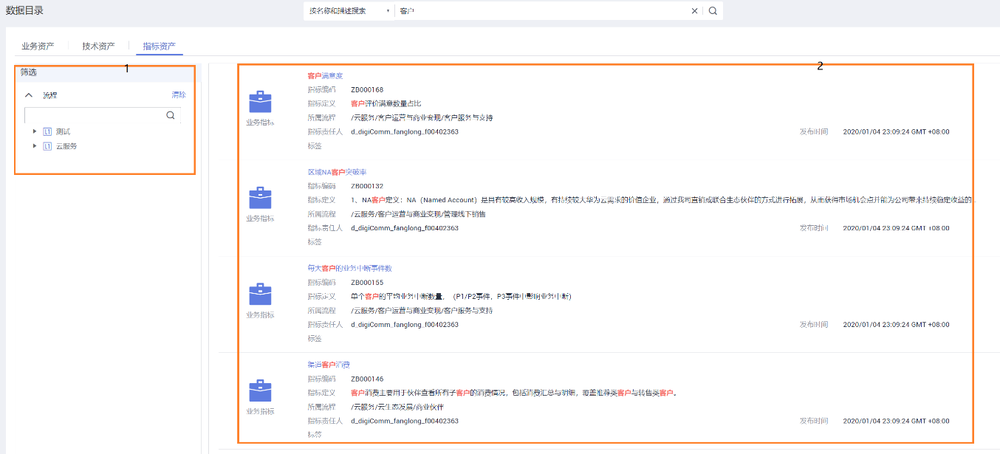 数据目录
按名称和描述搜索 客户
业务资产 技术资产 指标资产
1
筛选
流程 清除
L1 测试
L1 云服务
2
客户满意度
指标编码 ZB000168
指标定义 客户评价满意数量占比
业务指标
所属流程 /云服务/客户运营与商业变现/客户服务与支持
指标责任人 d_digiComm_fanglong_f00402363 发布时间 2020/01/04 23:09:24 GMT +08:00
标签
区域NA客户突破率
指标编码 ZB000132
指标定义 1、NA客户定义：NA（Named Account）是具有较高收入规模，有持续较大华为云需求的价值企业，通过我司直销或联合生态伙伴的方式进行拓展，从而获得市场机会点并能为公司带来持续稳定收益的...
业务指标
所属流程 /云服务/客户运营与商业变现/管理线下销售
指标责任人 d_digiComm_fanglong_f00402363 发布时间 2020/01/04 23:09:24 GMT +08:00
标签
每大客户的业务中断事件数
指标编码 ZB000155
指标定义 单个客户的平均业务中断数量，（P1/P2事件，P3事件中影响业务中断）
业务指标
所属流程 /云服务/客户运营与商业变现/客户服务与支持
指标责任人 d_digiComm_fanglong_f00402363 发布时间 2020/01/04 23:09:24 GMT +08:00
标签
渠道客户消费
指标编码 ZB000146
指标定义 客户消费主要用于伙伴查看所有子客户的消费情况，包括消费汇总与明细，覆盖推荐类客户与转售类客户。
业务指标
所属流程 /云服务/云生态发展/商业伙伴
指标责任人 d_digiComm_fanglong_f00402363 发布时间 2020/01/04 23:09:24 GMT +08:00
标签